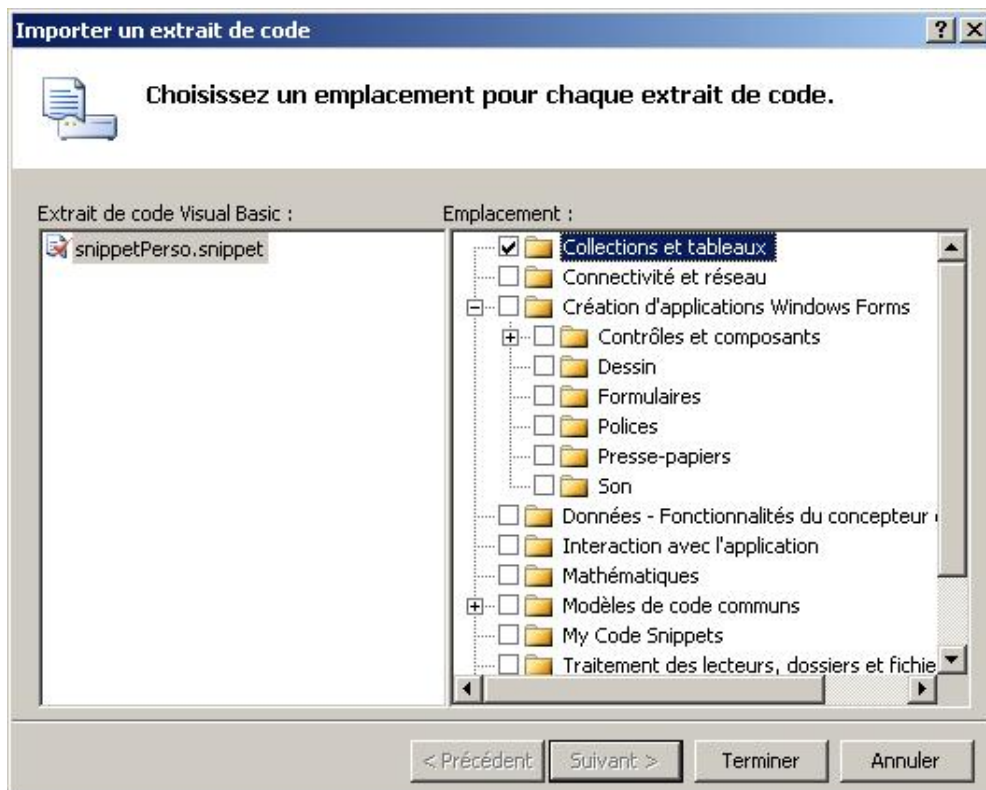 Importer un extrait de code
Choisissez un emplacement pour chaque extrait de code.
Extrait de code Visual Basic :
snippetPerso.snippet
Emplacement :
Collections et tableaux
Connectivité et réseau
Création d'applications Windows Forms
Contrôles et composants
Dessin
Formulaires
Polices
Presse-papiers
Son
Données - Fonctionnalités du concepteur
Interaction avec l'application
Mathématiques
Modèles de code communs
My Code Snippets
Traitement des lecteurs, dossiers et fichie
< Précédent
Suivant >
Terminer
Annuler